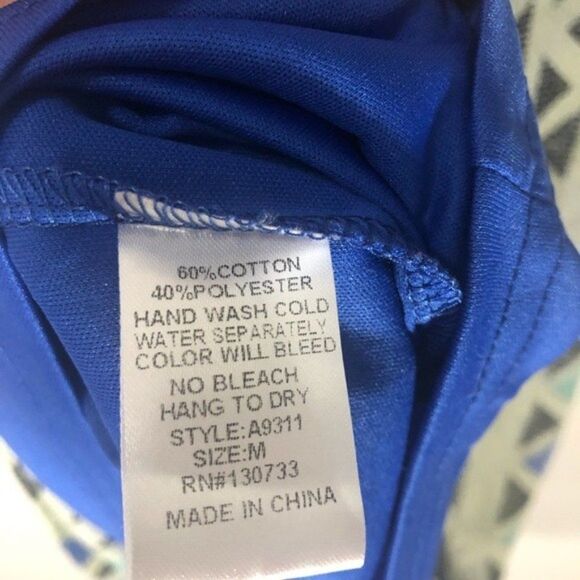 60%COTTON
40%POLYESTER
HAND WASH COLD
WATER SEPARATELY
COLOR WILL BLEED
NO BLEACH
HANG TO DRY
STYLE:A9311
SIZE:M
RN#130733
MADE IN CHINA